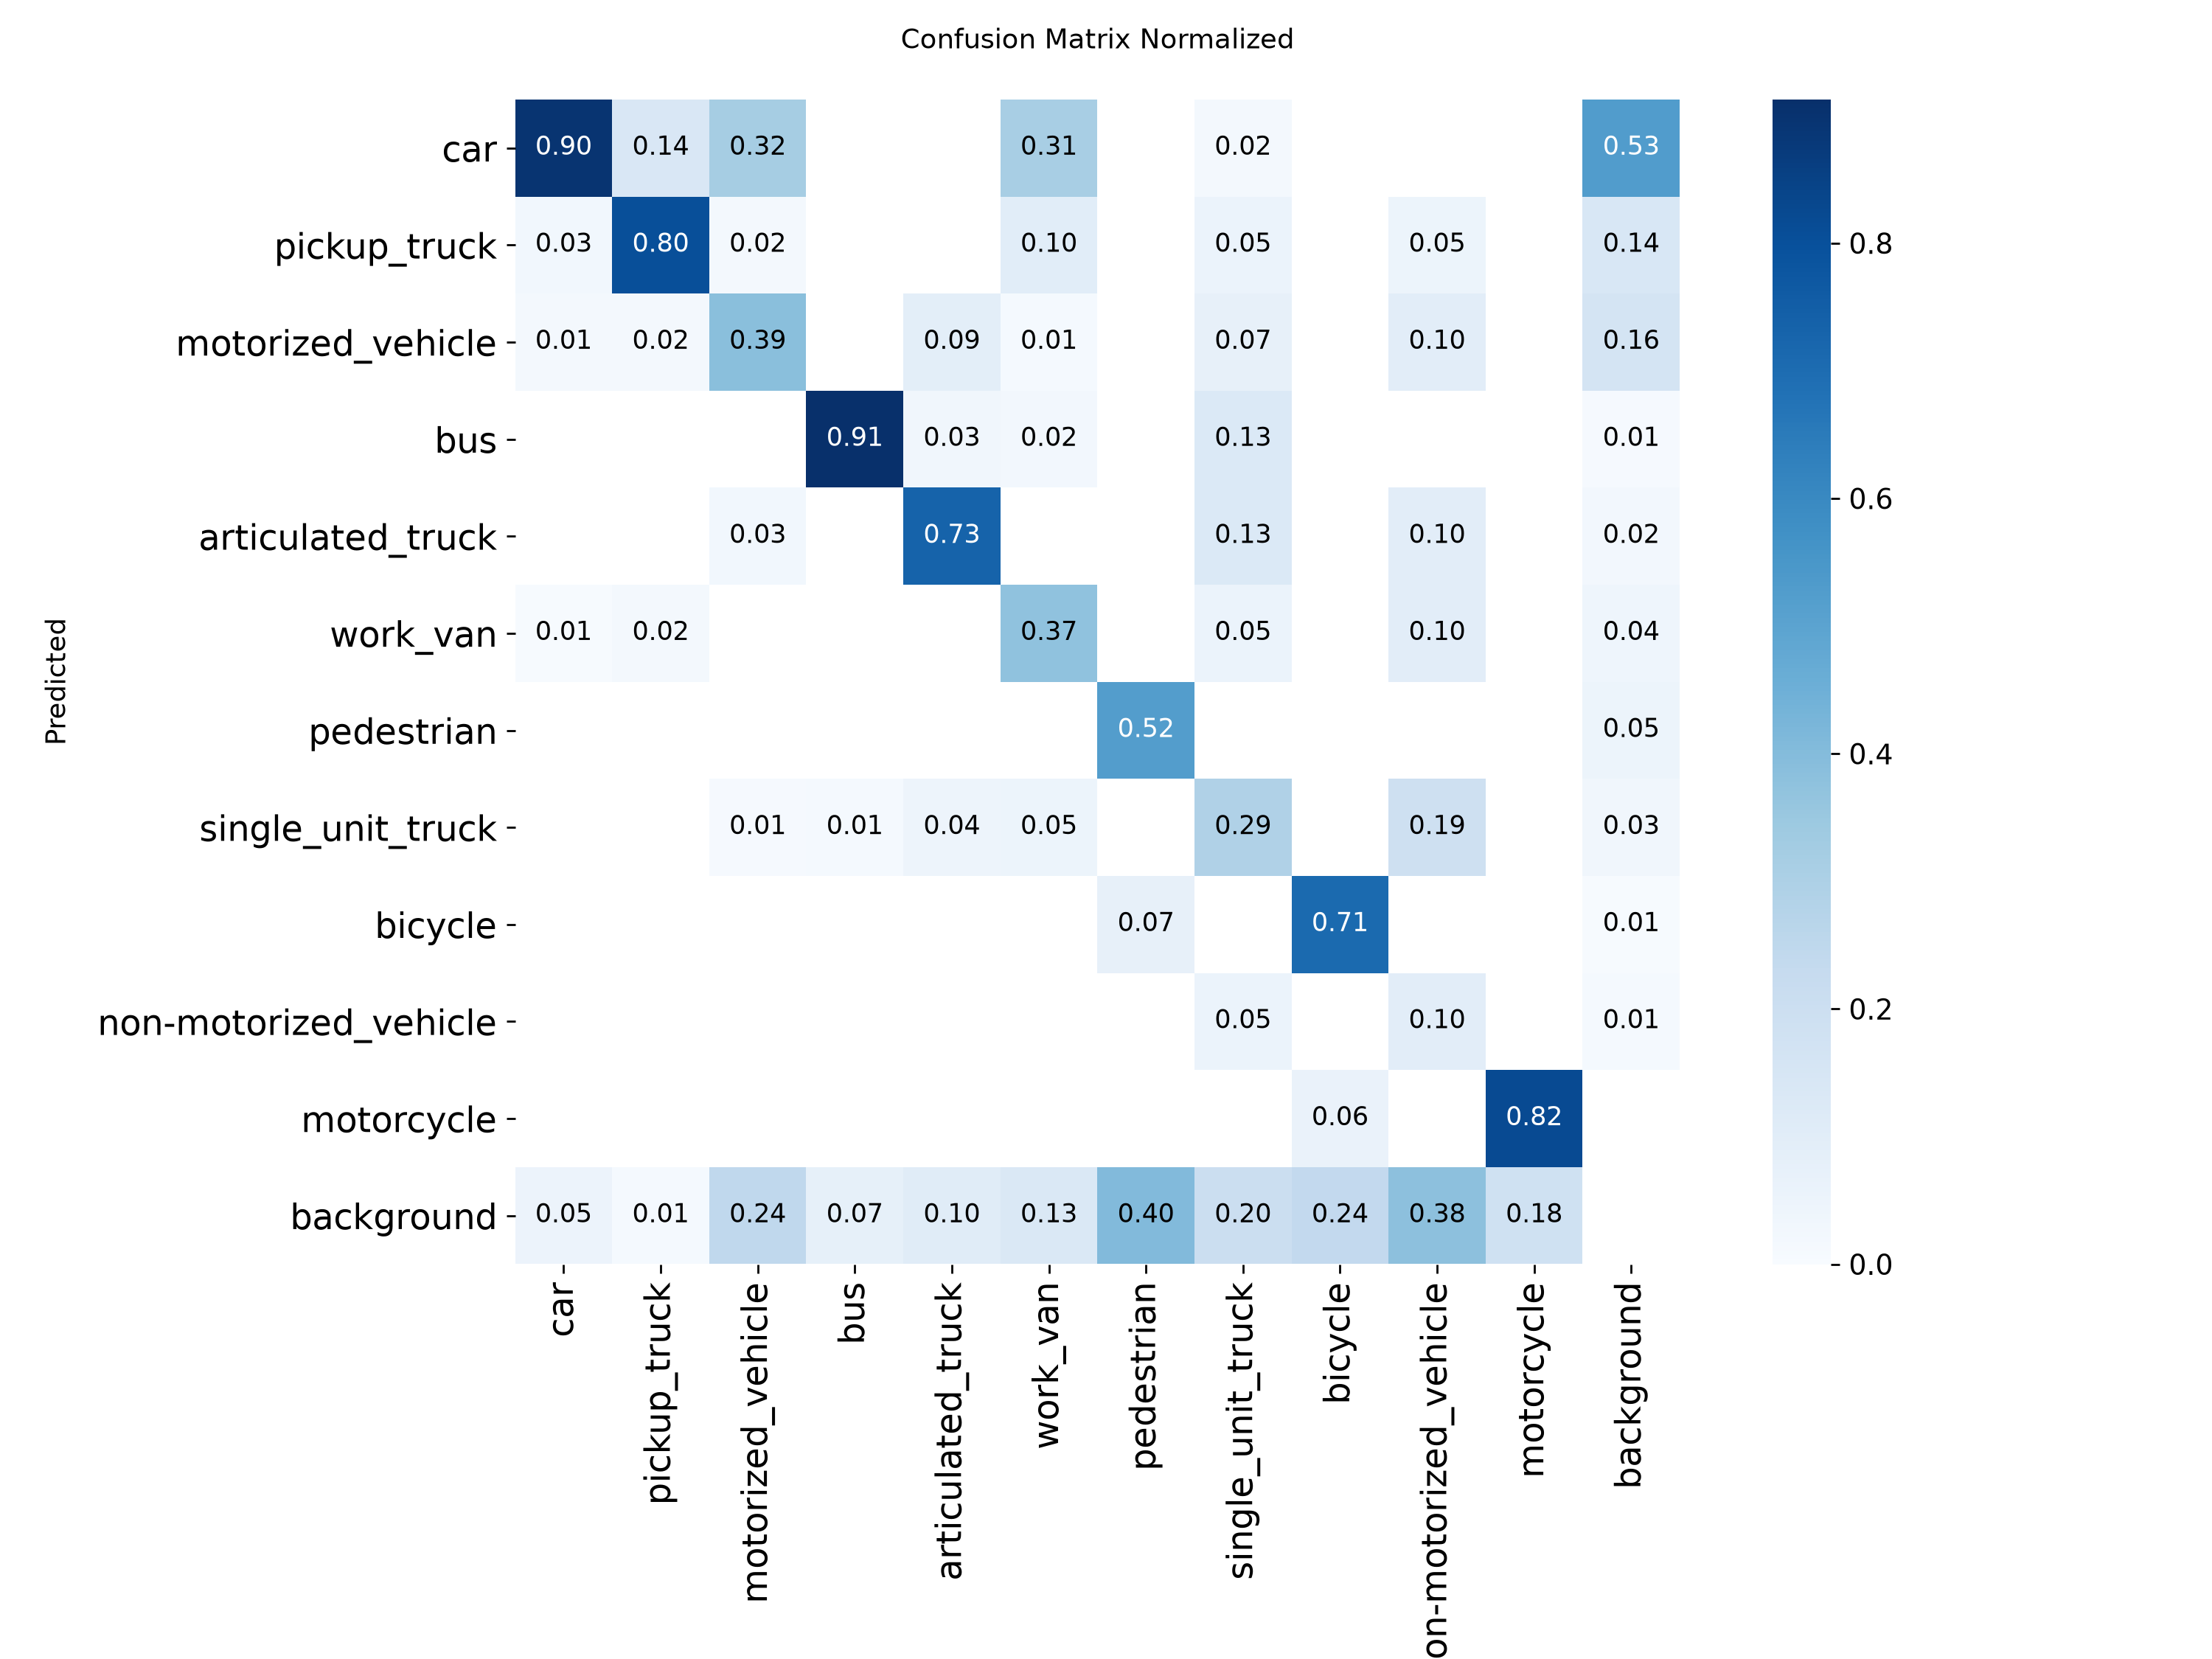 Confusion Matrix Normalized
car 0.90 0.14 0.32 0.31 0.02 0.53
pickup_truck 0.03 0.80 0.02 0.10 0.05 0.05 0.14
0.8
motorized_vehicle 0.01 0.02 0.39 0.09 0.01 0.07 0.10 0.16
bus 0.91 0.03 0.02 0.13 0.01
0.6
articulated_truck 0.03 0.73 0.13 0.10 0.02
work_van 0.01 0.02 0.37 0.05 0.10 0.04
Predicted
pedestrian 0.52 0.05
0.4
single_unit_truck 0.01 0.01 0.04 0.05 0.29 0.19 0.03
bicycle 0.07 0.71 0.01
non-motorized_vehicle 0.05 0.10 0.01
0.2
motorcycle 0.06 0.82
background 0.05 0.01 0.24 0.07 0.10 0.13 0.40 0.20 0.24 0.38 0.18
0.0
car
pickup_truck
motorized_vehicle
bus
articulated_truck
work_van
pedestrian
single_unit_truck
bicycle
on-motorized_vehicle
motorcycle
background